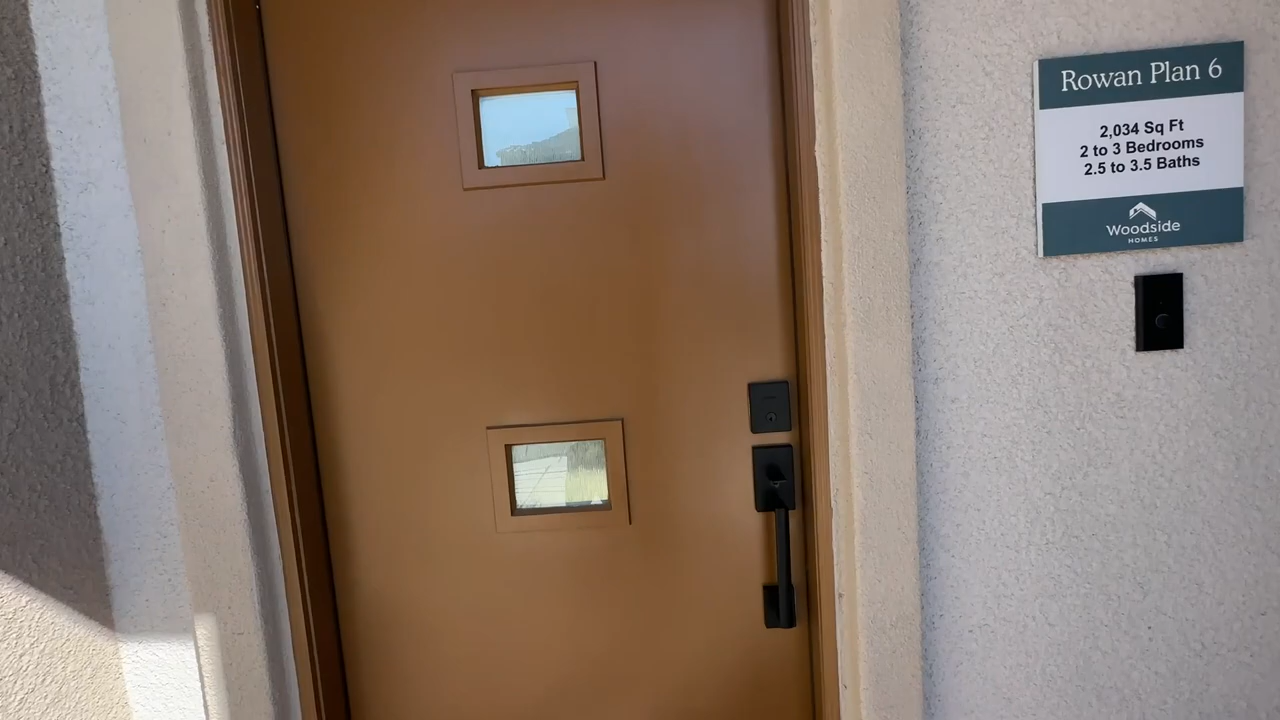 Rowan Plan 6
2,034 Sq Ft
2 to 3 Bedrooms
2.5 to 3.5 Baths
Woodside
HOMES